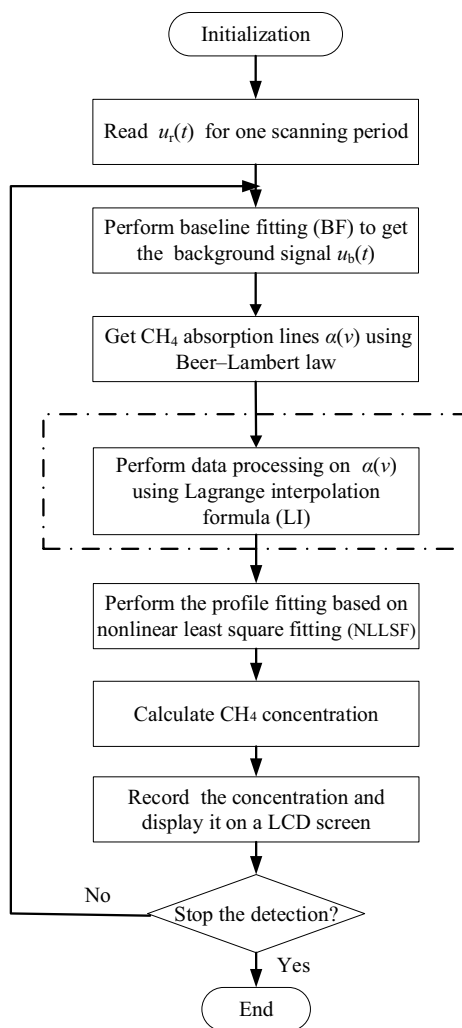 Initialization
Read u_r(t) for one scanning period
Perform baseline fitting (BF) to get
the background signal u_b(t)
Get CH₄ absorption lines α(v) using
Beer–Lambert law
Perform data processing on α(v)
using Lagrange interpolation
formula (LI)
Perform the profile fitting based on
nonlinear least square fitting (NLLSF)
Calculate CH₄ concentration
Record the concentration and
display it on a LCD screen
No
Stop the detection?
Yes
End